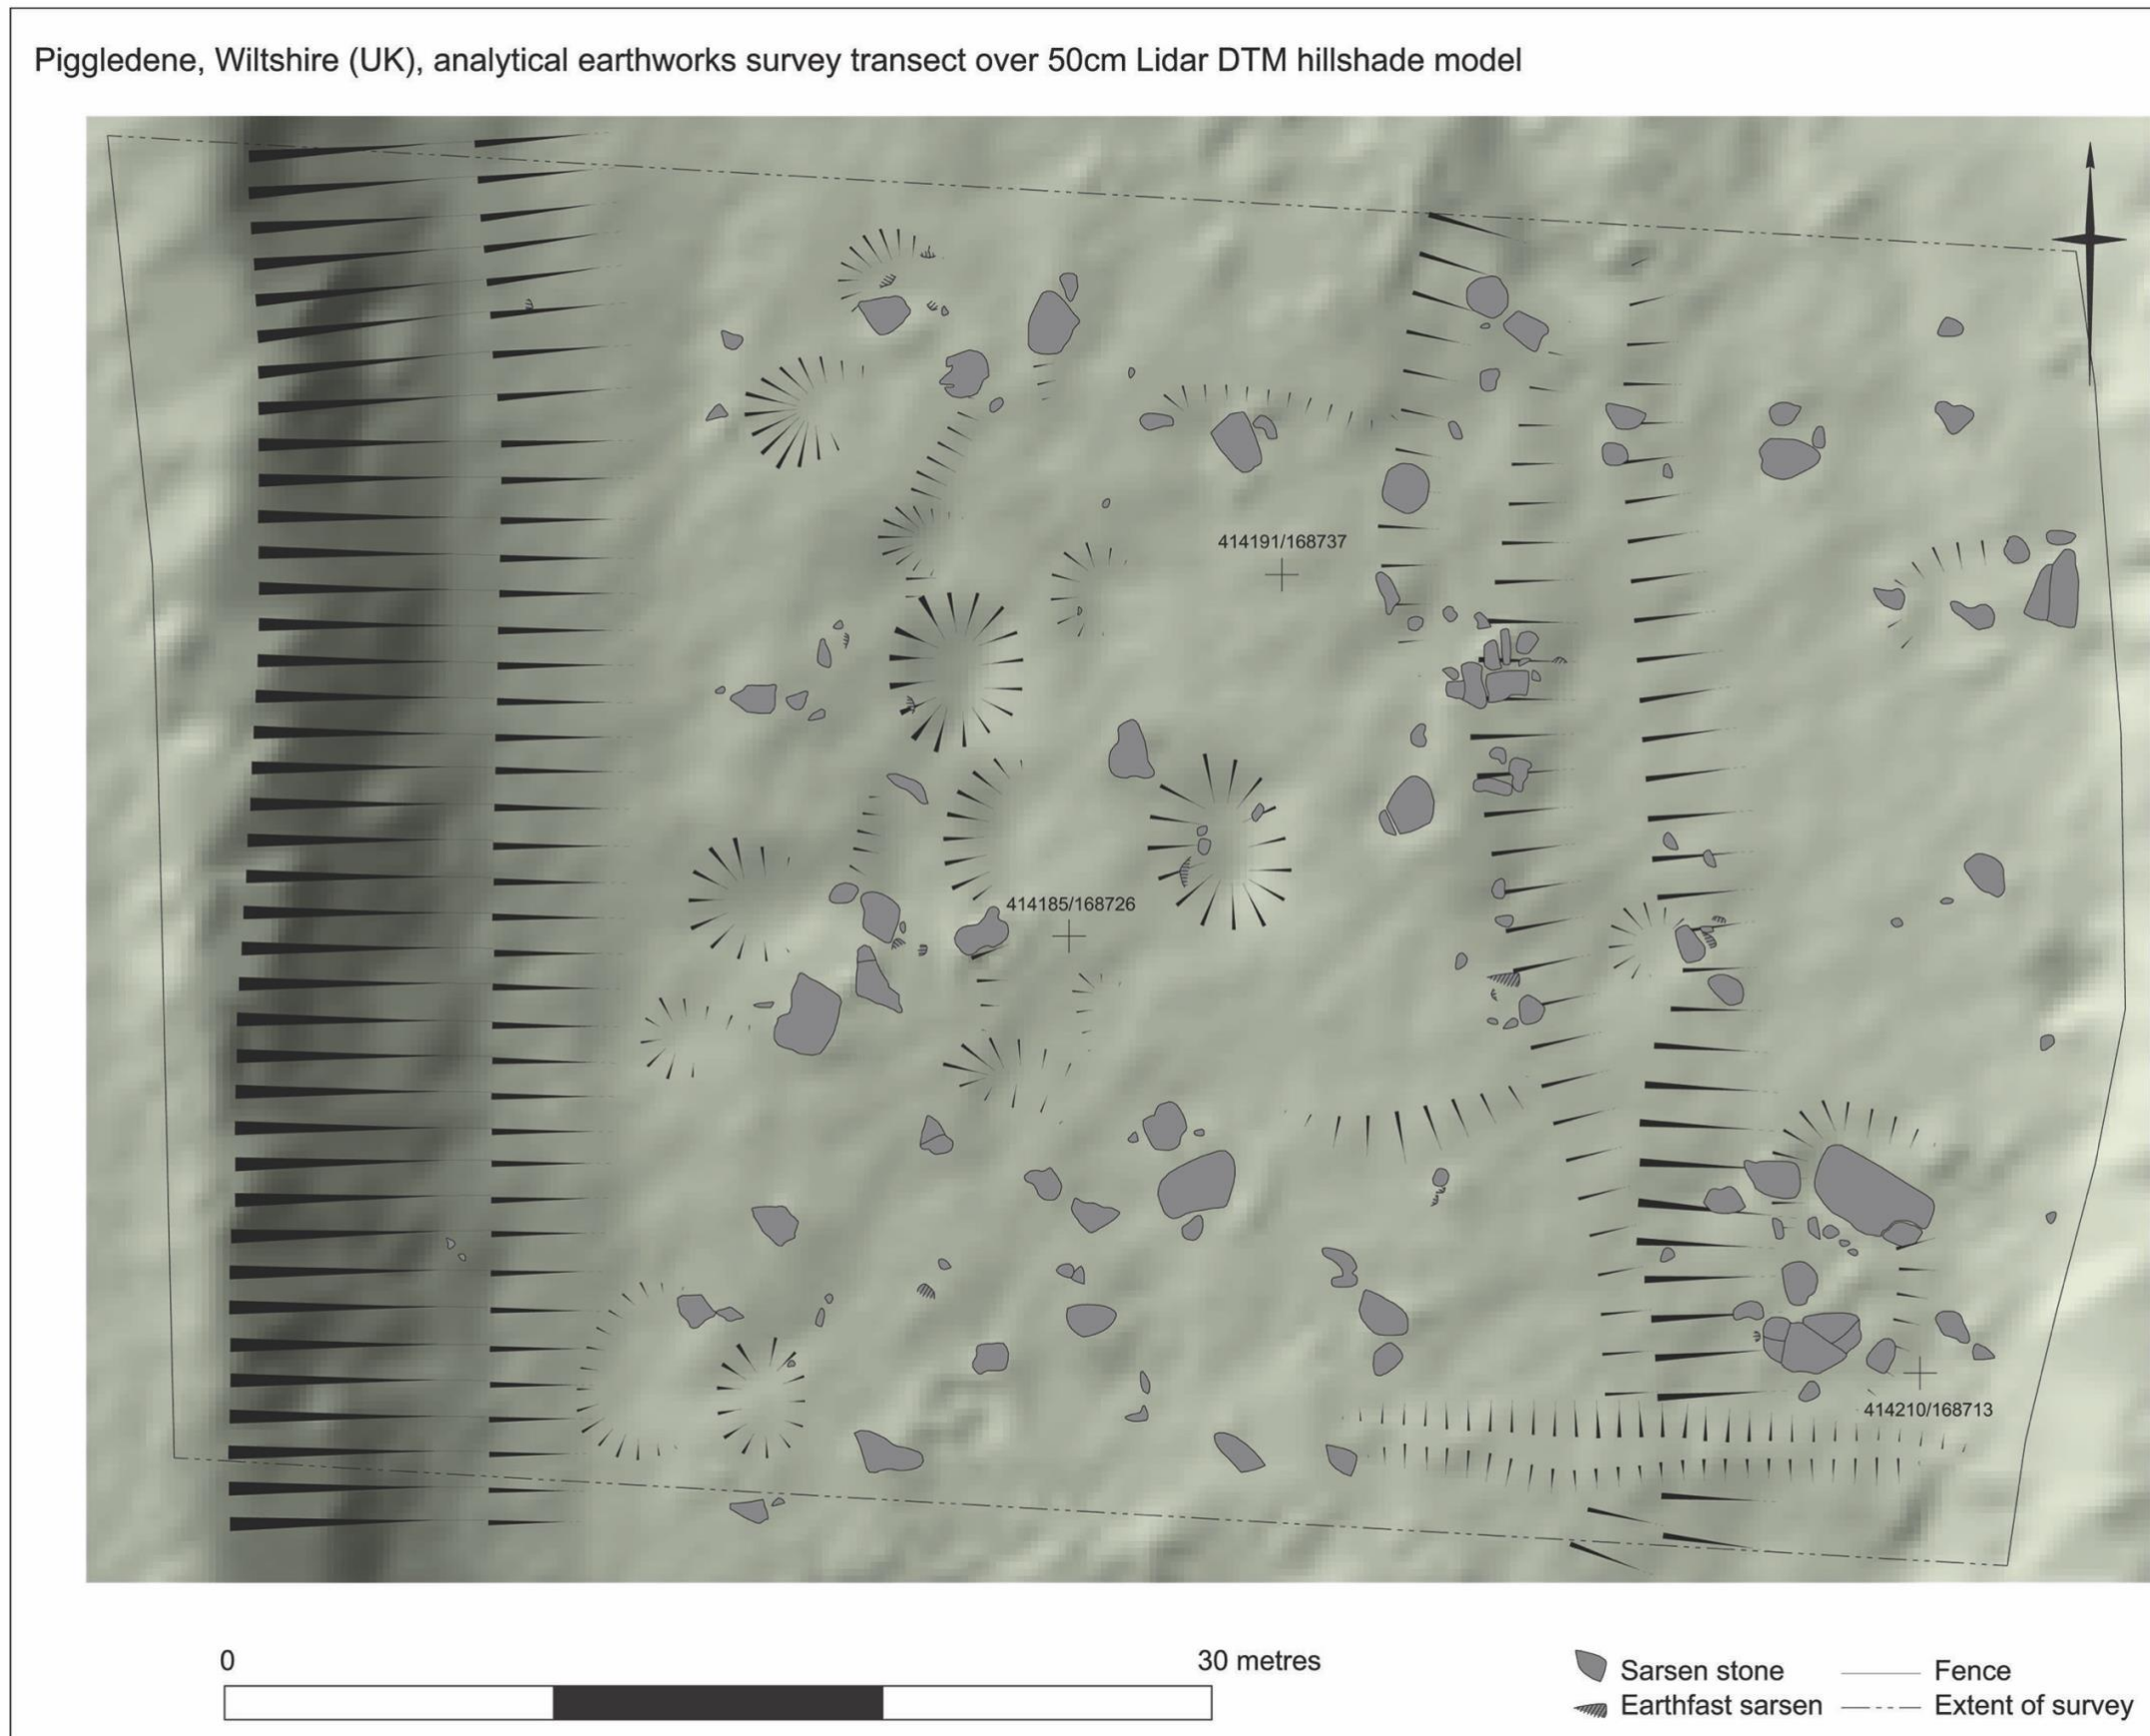 Piggledene, Wiltshire (UK), analytical earthworks survey transect over 50cm Lidar DTM hillshade model
414191/168737
414185/168726
414210/168713
0
30 metres
Sarsen stone
Fence
Earthfast sarsen
Extent of survey